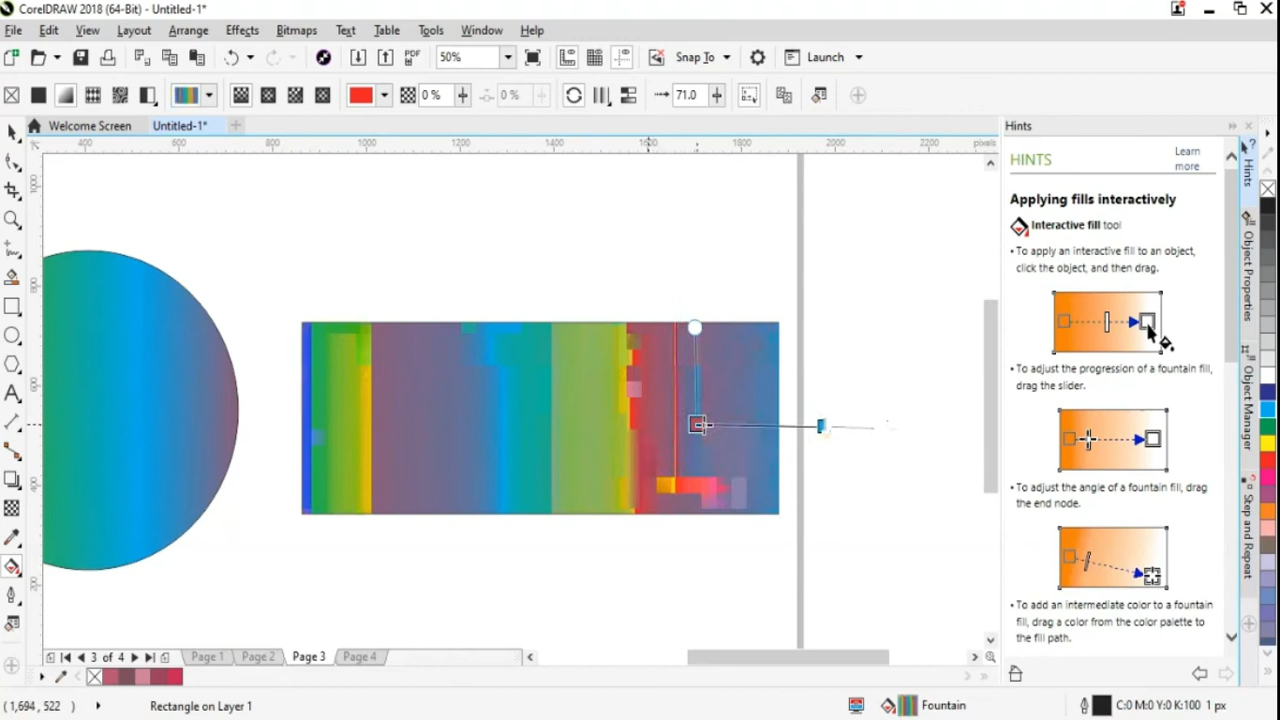 CorelDRAW 2018 (64-Bit) - Untitled-1*
File Edit View Layout Arrange Effects Bitmaps Text Table Tools Window Help
PDF 50% Snap To Launch
0 % 0 % 71.0
Welcome Screen Untitled-1* Hints
400 600 800 1000 1200 1400 1600 1800 2000 2200 pixels
HINTS
Learn more
Applying fills interactively
Interactive fill tool
• To apply an interactive fill to an object,
click the object, and then drag.
• To adjust the progression of a fountain fill,
drag the slider.
• To adjust the angle of a fountain fill, drag
the end node.
• To add an intermediate color to a fountain
fill, drag a color from the color palette to
the fill path.
Hints
Object Properties
Object Manager
Step and Repeat
1000
800
600
400
200
3 of 4 Page 1 Page 2 Page 3 Page 4
(1,694, 522 ) Rectangle on Layer 1 Fountain C:0 M:0 Y:0 K:100 1 px